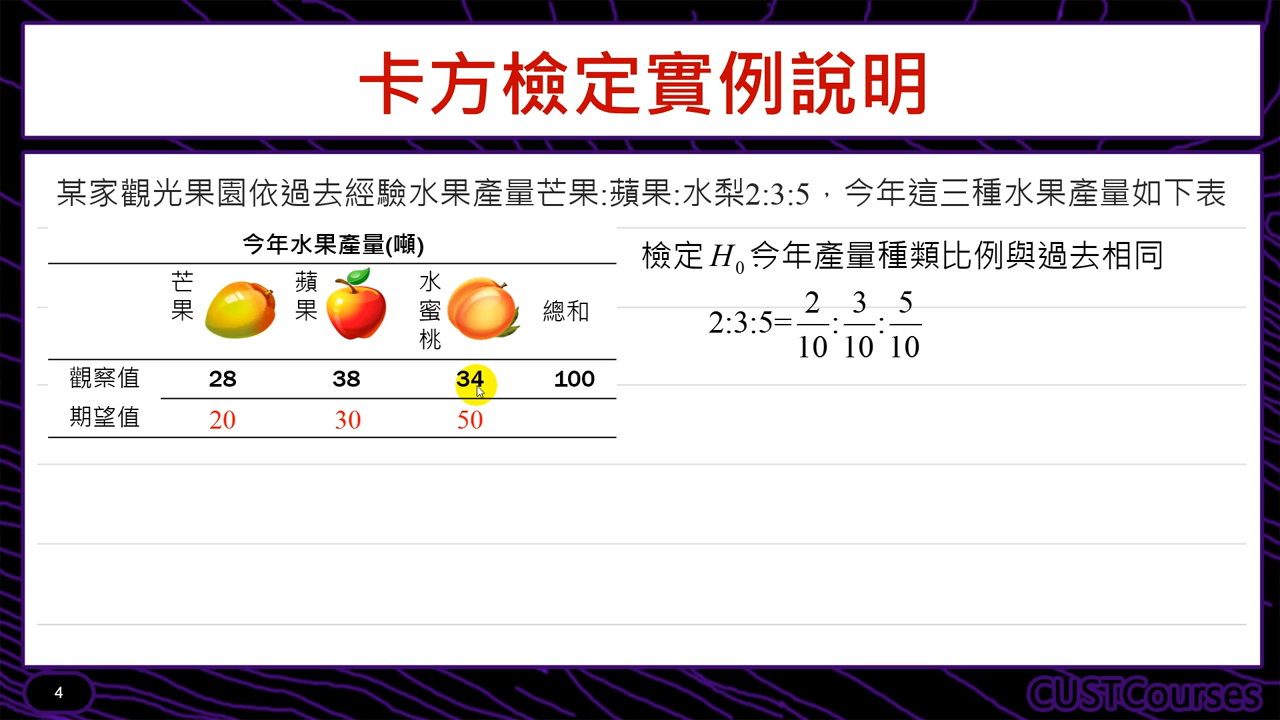 卡方檢定實例說明
某家觀光果園依過去經驗水果產量芒果:蘋果:水梨2:3:5，今年這三種水果產量如下表
今年水果產量(噸)
芒果 蘋果 水蜜桃 總和
觀察值 28 38 34 100
期望值 20 30 50
檢定 H0:今年產量種類比例與過去相同
2:3:5=2/10:3/10:5/10
4
CUSTCourses